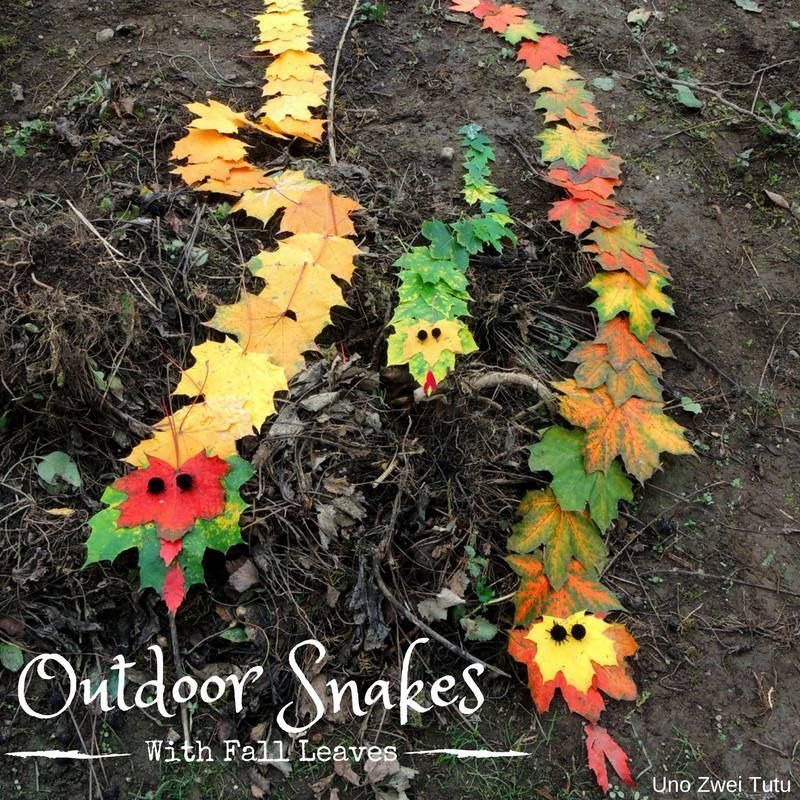 Outdoor Snakes
With Fall Leaves
Uno Zwei Tutu